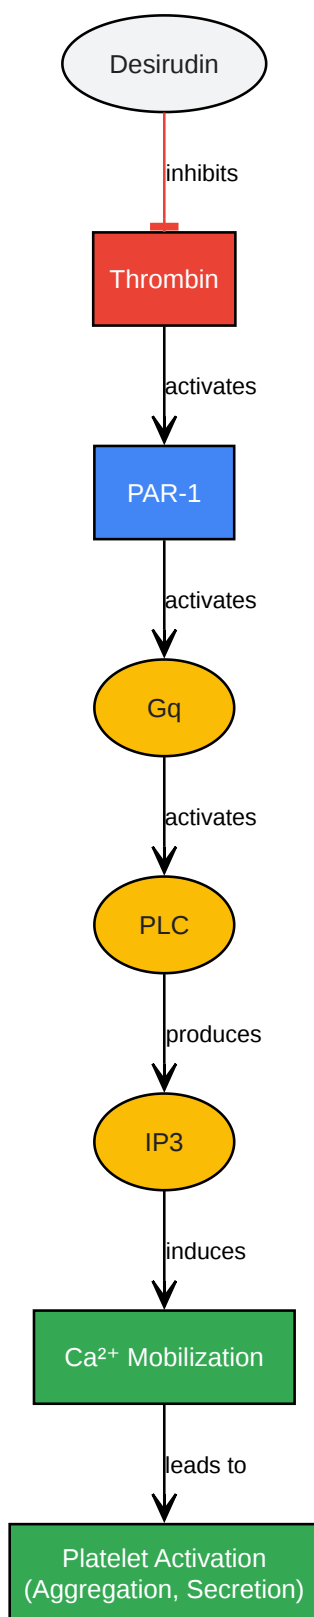 Desirudin
inhibits
Thrombin
activates
PAR-1
activates
Gq
activates
PLC
produces
IP3
induces
Ca²⁺ Mobilization
leads to
Platelet Activation
(Aggregation, Secretion)